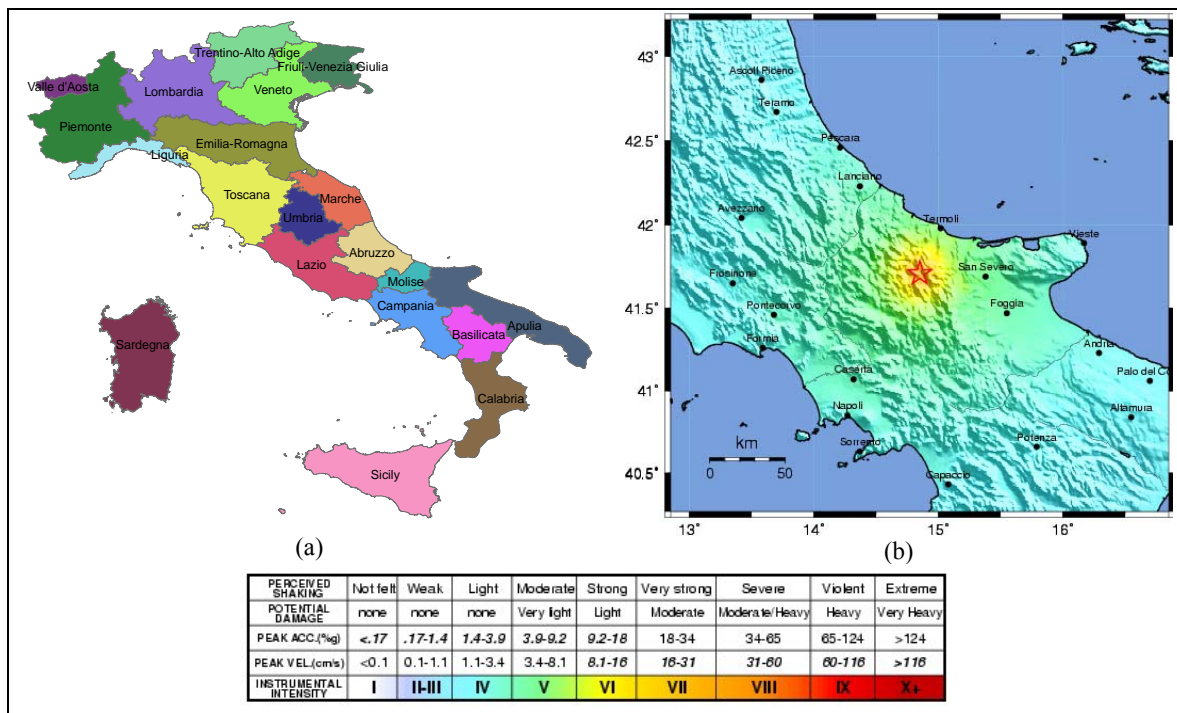 Trentino-Alto Adige
Friuli-Venezia Giulia
Valle d'Aosta
Lombardia
Veneto
Piemonte
Emilia-Romagna
Liguria
Toscana
Marche
Umbria
Abruzzo
Lazio
Molise
Campania
Apulia
Basilicata
Sardegna
Calabria
Sicily
(a)
43°
42.5°
42°
41.5°
41°
40.5°
Ascoli Piceno
Teramo
Pescara
Lanciano
Avezzano
Termoli
Vieste
Frosinone
San Severo
Pontecorvo
Foggia
Formia
Andria
Caserta
Palo del Co
Napoli
Altamura
km
Sorrento
Potenza
0 50
Capaccio
13° 14° 15° 16°
(b)
PERCEIVED SHAKING Not felt Weak Light Moderate Strong Very strong Severe Violent Extreme
POTENTIAL DAMAGE none none none Very light Light Moderate Moderate/Heavy Heavy Very Heavy
PEAK ACC.(%g) <.17 .17-1.4 1.4-3.9 3.9-9.2 9.2-18 18-34 34-65 65-124 >124
PEAK VEL.(cm/s) <0.1 0.1-1.1 1.1-3.4 3.4-8.1 8.1-16 16-31 31-60 60-116 >116
INSTRUMENTAL INTENSITY I II-III IV V VI VII VIII IX X+